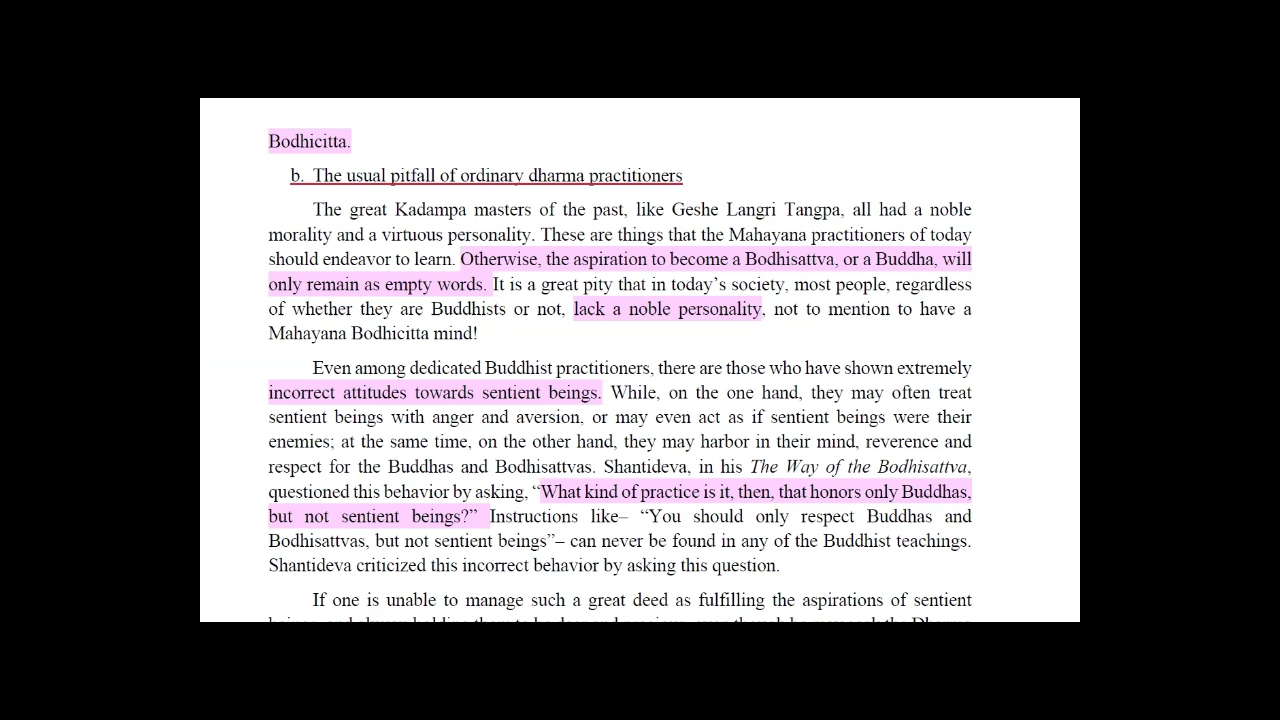 Bodhicitta.
b. The usual pitfall of ordinary dharma practitioners
The great Kadampa masters of the past, like Geshe Langri Tangpa, all had a noble
morality and a virtuous personality. These are things that the Mahayana practitioners of today
should endeavor to learn. Otherwise, the aspiration to become a Bodhisattva, or a Buddha, will
only remain as empty words. It is a great pity that in today’s society, most people, regardless
of whether they are Buddhists or not, lack a noble personality, not to mention to have a
Mahayana Bodhicitta mind!
Even among dedicated Buddhist practitioners, there are those who have shown extremely
incorrect attitudes towards sentient beings. While, on the one hand, they may often treat
sentient beings with anger and aversion, or may even act as if sentient beings were their
enemies; at the same time, on the other hand, they may harbor in their mind, reverence and
respect for the Buddhas and Bodhisattvas. Shantideva, in his The Way of the Bodhisattva,
questioned this behavior by asking, “What kind of practice is it, then, that honors only Buddhas,
but not sentient beings?” Instructions like– “You should only respect Buddhas and
Bodhisattvas, but not sentient beings”– can never be found in any of the Buddhist teachings.
Shantideva criticized this incorrect behavior by asking this question.
If one is unable to manage such a great deed as fulfilling the aspirations of sentient